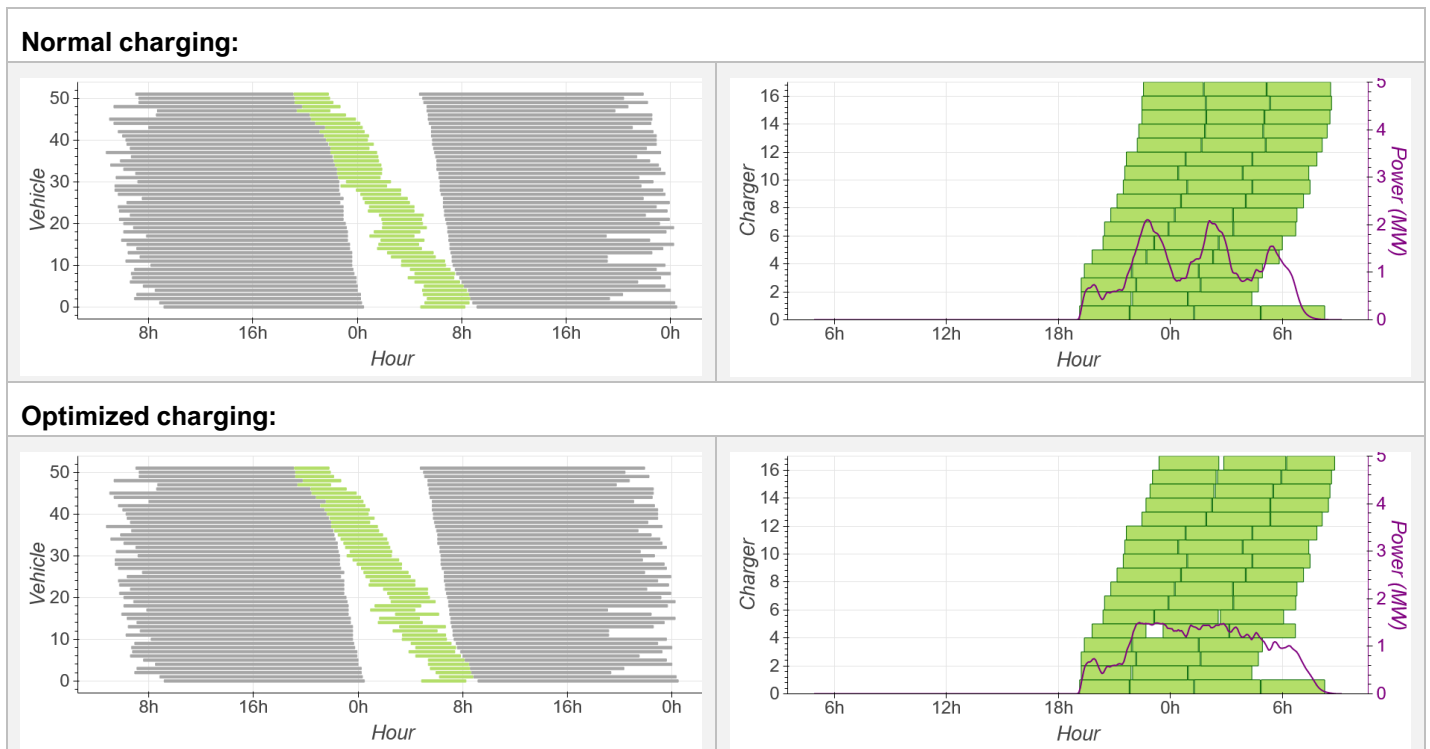 Normal charging:
50
40
30
20
10
0
Vehicle
8h 16h 0h 8h 16h 0h
Hour
16
14
12
10
8
6
4
2
0
Charger
5
4
3
2
1
0
Power (MW)
6h 12h 18h 0h 6h
Hour
Optimized charging:
50
40
30
20
10
0
Vehicle
8h 16h 0h 8h 16h 0h
Hour
16
14
12
10
8
6
4
2
0
Charger
5
4
3
2
1
0
Power (MW)
6h 12h 18h 0h 6h
Hour